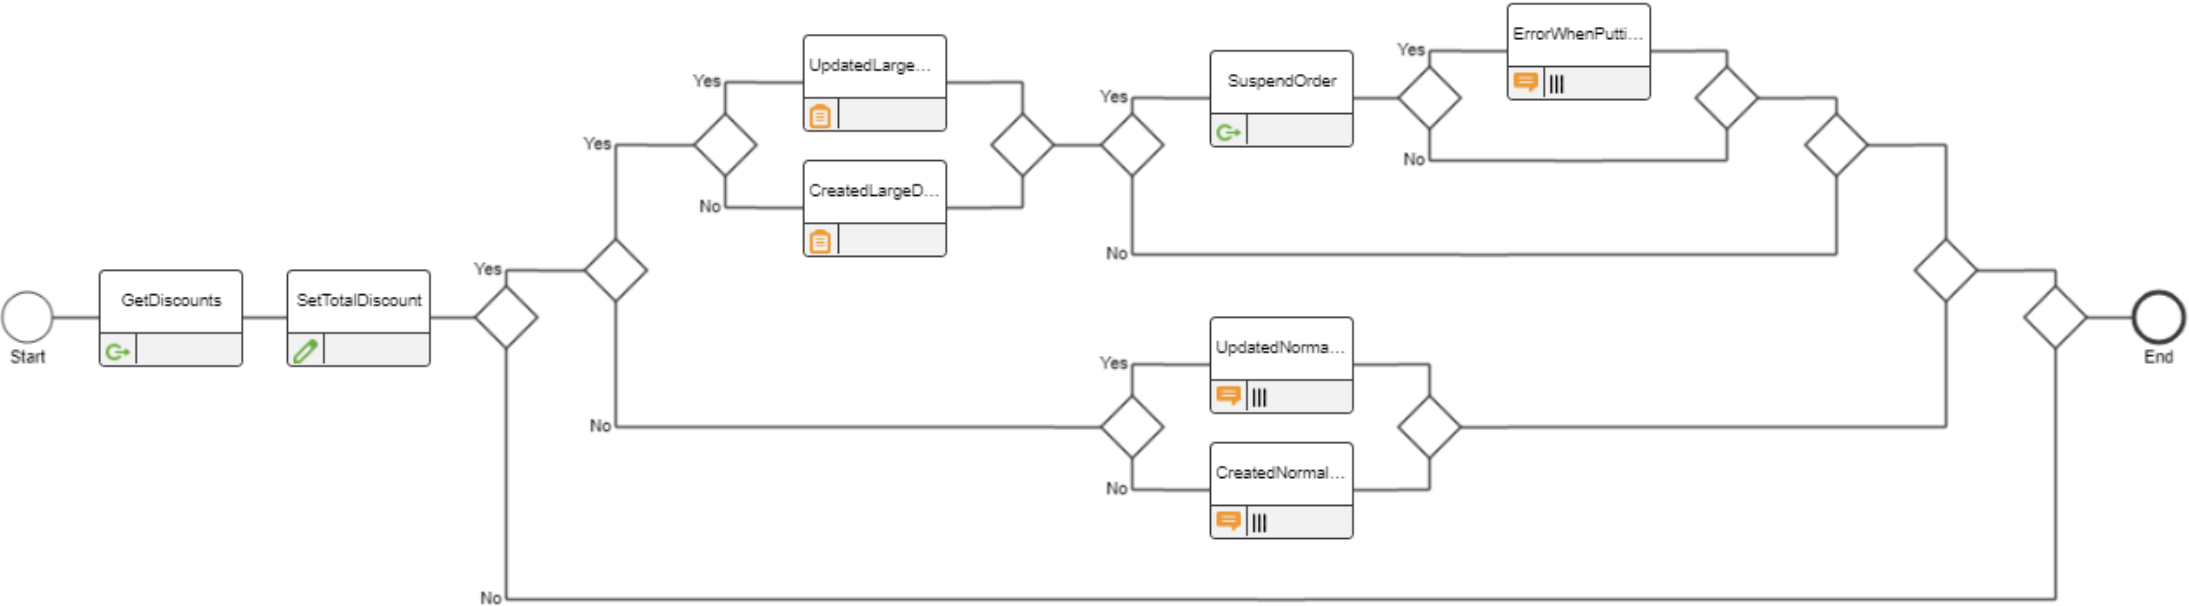 Start
GetDiscounts
SetTotalDiscount
Yes
No
Yes
No
Yes
No
UpdatedLarge...
CreatedLargeD...
Yes
No
SuspendOrder
Yes
No
ErrorWhenPutti...
Yes
No
UpdatedNorma...
CreatedNormal...
End